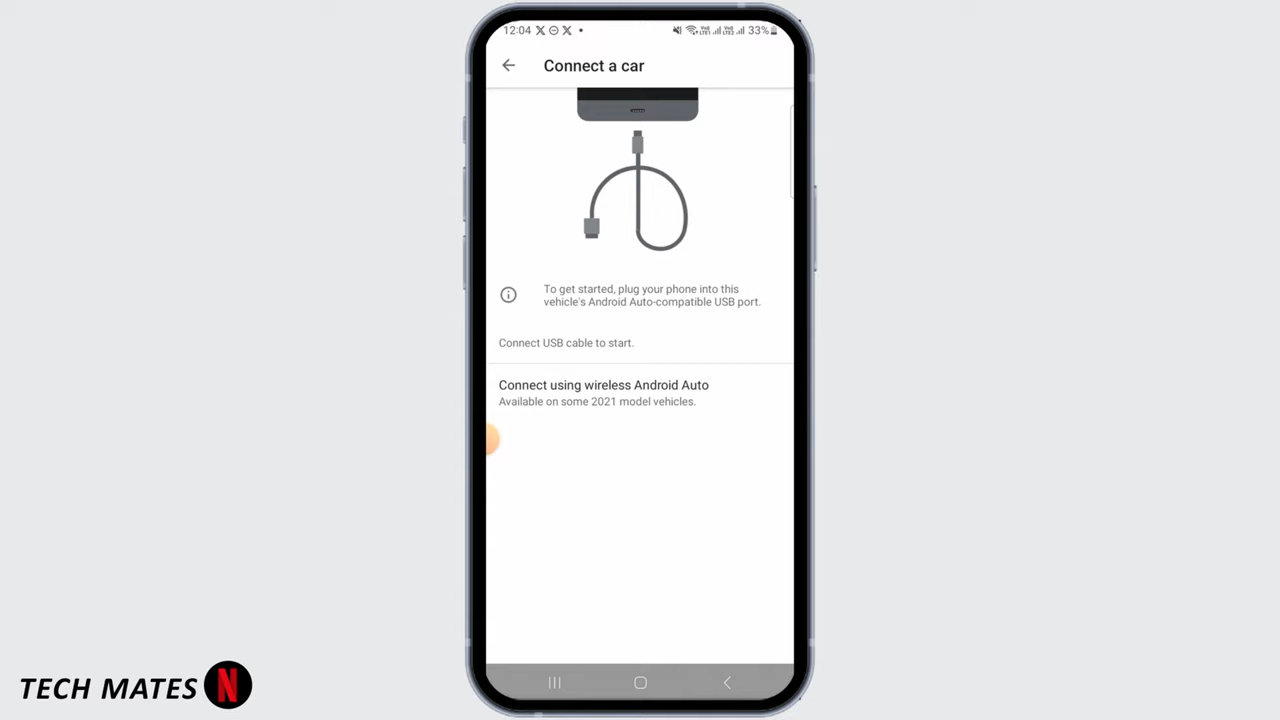 12:04
33%
Connect a car
To get started, plug your phone into this
vehicle's Android Auto-compatible USB port.
Connect USB cable to start.
Connect using wireless Android Auto
Available on some 2021 model vehicles.
TECH MATES N